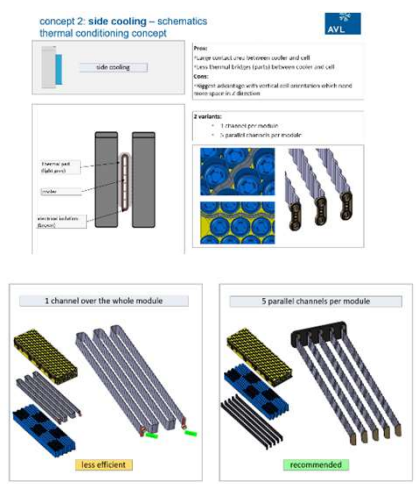 concept 2: side cooling – schematics
thermal conditioning concept
AVL
side cooling
Pros:
•Large contact area between cooler and cell
•Less thermal bridges (parts) between cooler and cell
Cons:
•Biggest advantage with vertical cell orientation which need
more space in Z direction
thermal pad
(light grey)
cooler
electrical isolation
(brown)
2 variants:
• 1 channel per module
• 5 parallel channels per module
1 channel over the whole module
less efficient
5 parallel channels per module
recommended